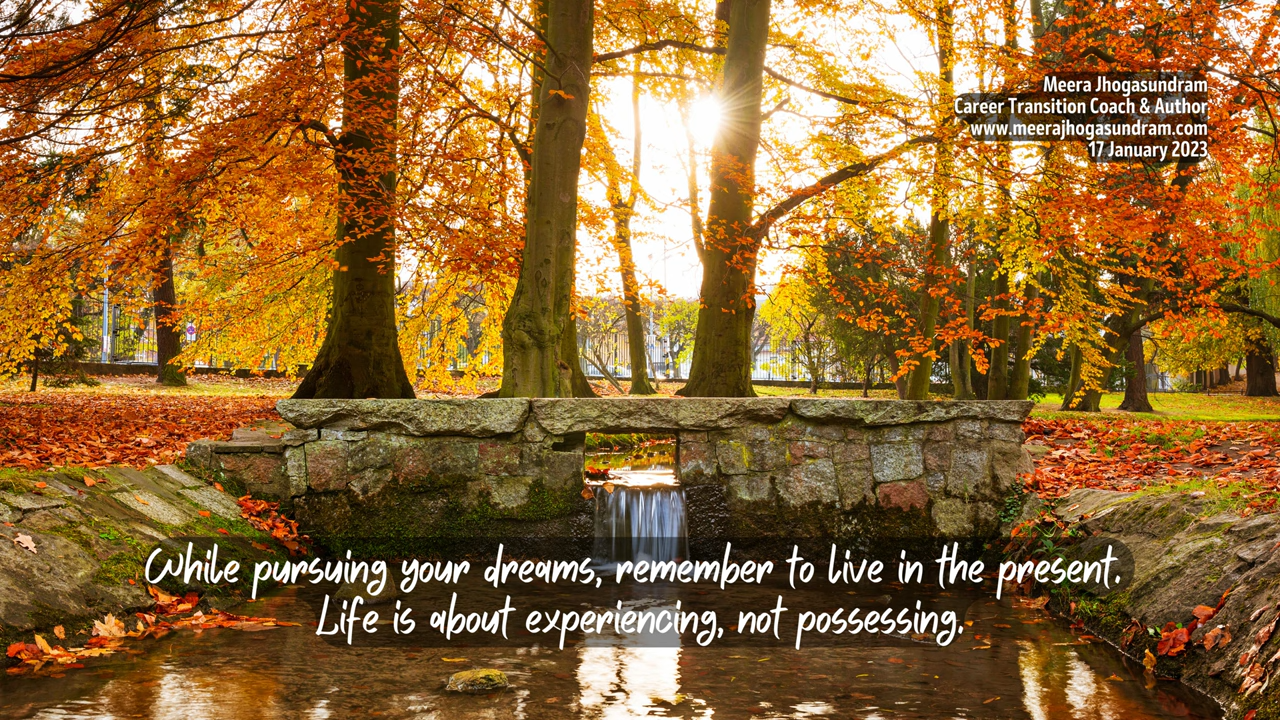 Meera Jhogasundram
Career Transition Coach & Author
www.meerajhogasundram.com
17 January 2023
While pursuing your dreams, remember to live in the present.
Life is about experiencing, not possessing.